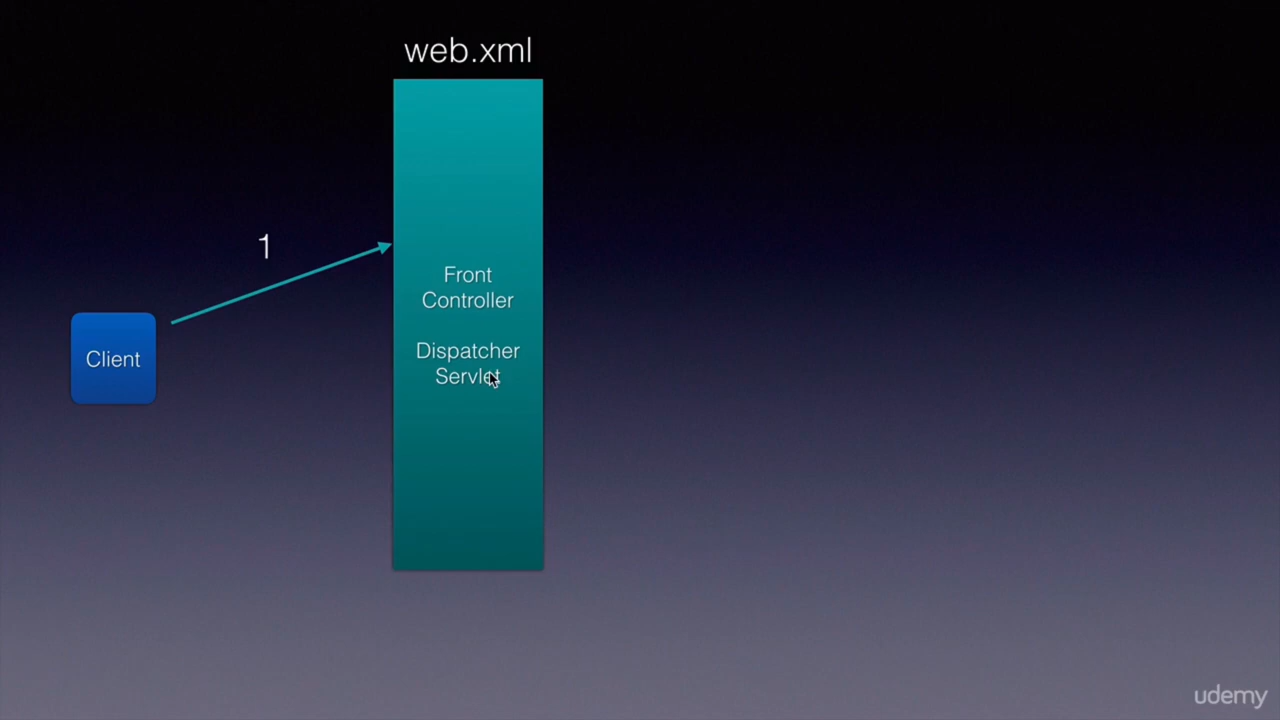 web.xml
1
Front
Controller
Dispatcher
Servlet
Client
udemy